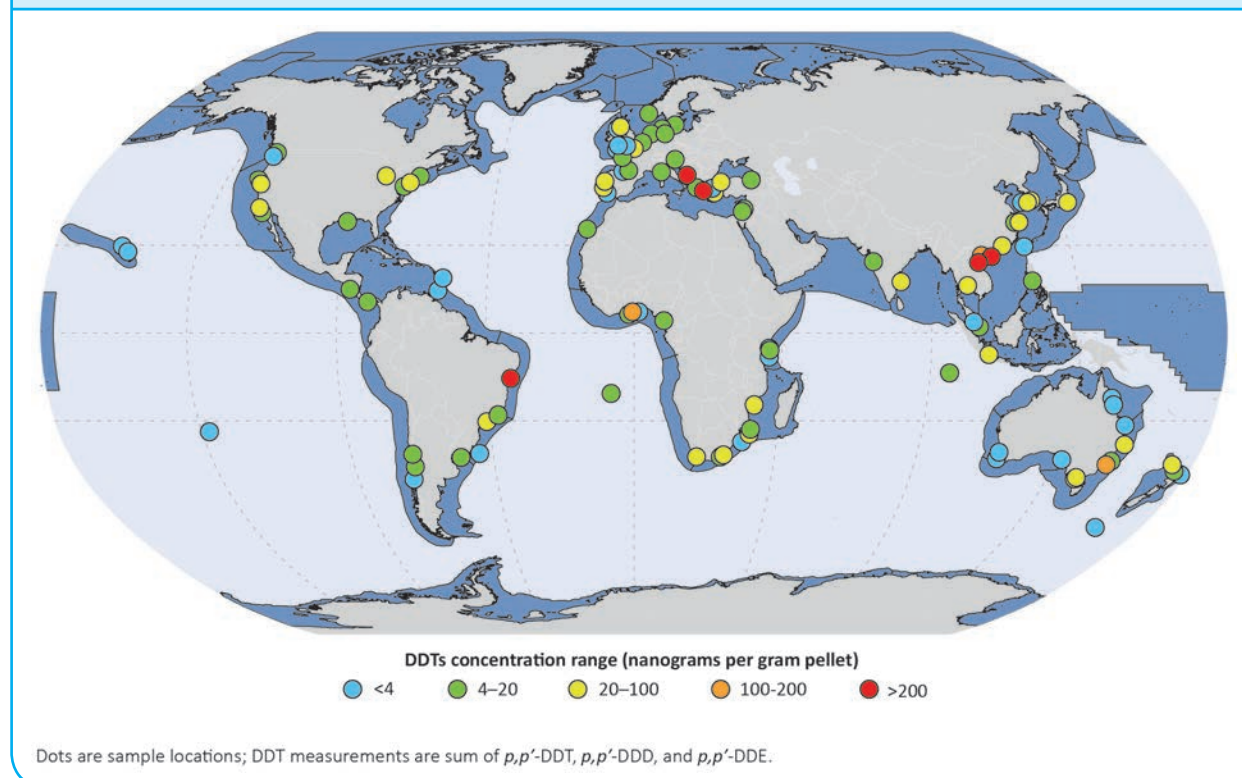 DDTs concentration range (nanograms per gram pellet)
<4 4–20 20–100 100-200 >200
Dots are sample locations; DDT measurements are sum of p,p′-DDT, p,p′-DDD, and p,p′-DDE.